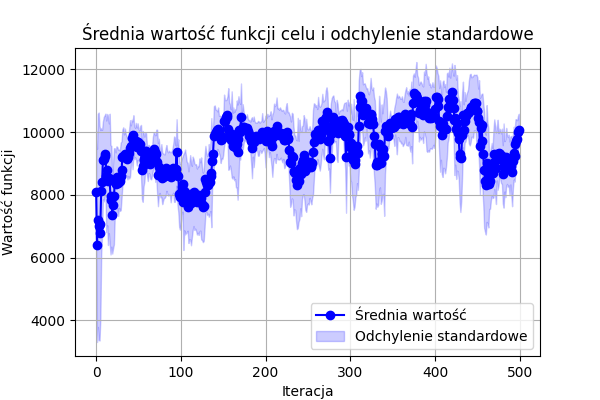 Średnia wartość funkcji celu i odchylenie standardowe
Wartość funkcji
12000
10000
8000
6000
4000
0 100 200 300 400 500
Iteracja
Średnia wartość
Odchylenie standardowe